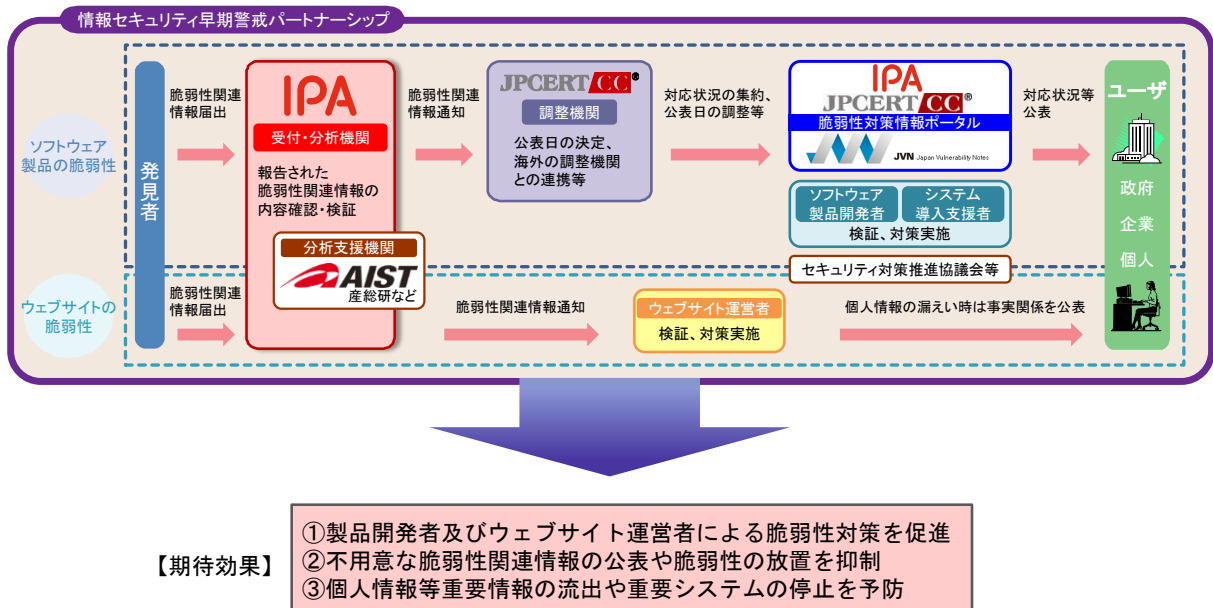 情報セキュリティ早期警戒パートナーシップ
ソフトウェア
製品の脆弱性
発見者
脆弱性関連
情報届出
IPA
受付・分析機関
報告された
脆弱性関連情報の
内容確認・検証
分析支援機関
AIST
産総研など
脆弱性関連
情報通知
JPCERT CC®
調整機関
公表日の決定、
海外の調整機関
との連携等
対応状況の集約、
公表日の調整等
IPA
JPCERT CC®
脆弱性対策情報ポータル
JVN Japan Vulnerability Notes
ソフトウェア
製品開発者
システム
導入支援者
検証、対策実施
セキュリティ対策推進協議会等
対応状況等
公表
ユーザ
政府
企業
個人
ウェブサイトの
脆弱性
脆弱性関連
情報届出
脆弱性関連情報通知
ウェブサイト運営者
検証、対策実施
個人情報の漏えい時は事実関係を公表
【期待効果】
①製品開発者及びウェブサイト運営者による脆弱性対策を促進
②不用意な脆弱性関連情報の公表や脆弱性の放置を抑制
③個人情報等重要情報の流出や重要システムの停止を予防